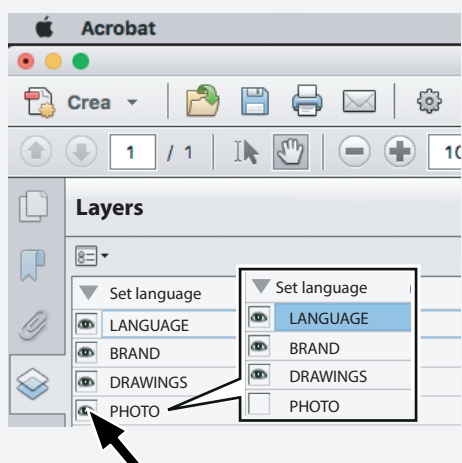 Acrobat
Crea
1 / 1
10
Layers
Set language
LANGUAGE
BRAND
DRAWINGS
PHOTO
Set language
LANGUAGE
BRAND
DRAWINGS
PHOTO